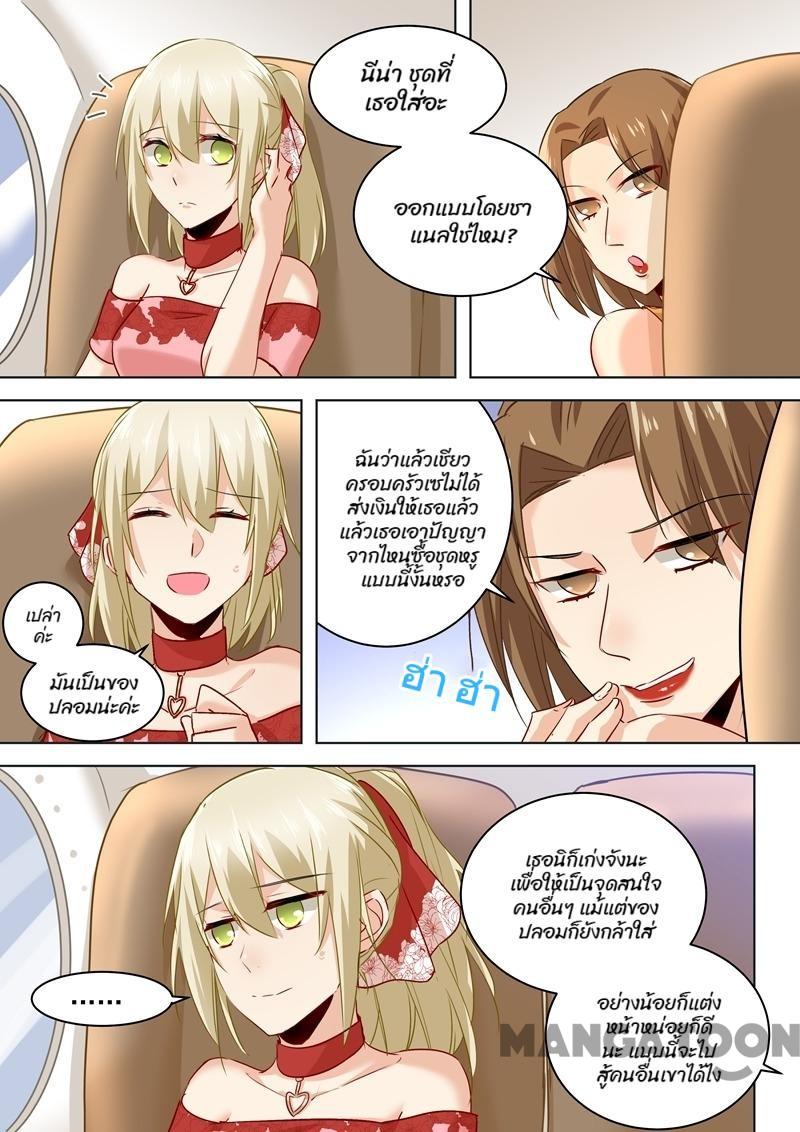 นีน่า ชุดที่
เธอใส่อะ
ออกแบบโดยชา
แนลใช่ไหม?
ฉันว่าแล้วเชียว
ครอบครัวเซไม่ได้
ส่งเงินให้เธอแล้ว
แล้วเธอเอาปัญญา
จากไหนซื้อชุดหรู
แบบนี้งั้นหรอ
เปล่า
ค่ะ
มันเป็นของ
ปลอมน่ะค่ะ
ฮ่า ฮ่า
เธอนิก็เก่งจังนะ
เพื่อให้เป็นจุดสนใจ
คนอื่นๆ แม้แต่ของ
ปลอมก็ยังกล้าใส่
......
อย่างน้อยก็แต่ง
หน้าหน่อยก็ดี
นะ แบบนี้จะไป
สู้คนอื่นเขาได้ไง
MANGATOON